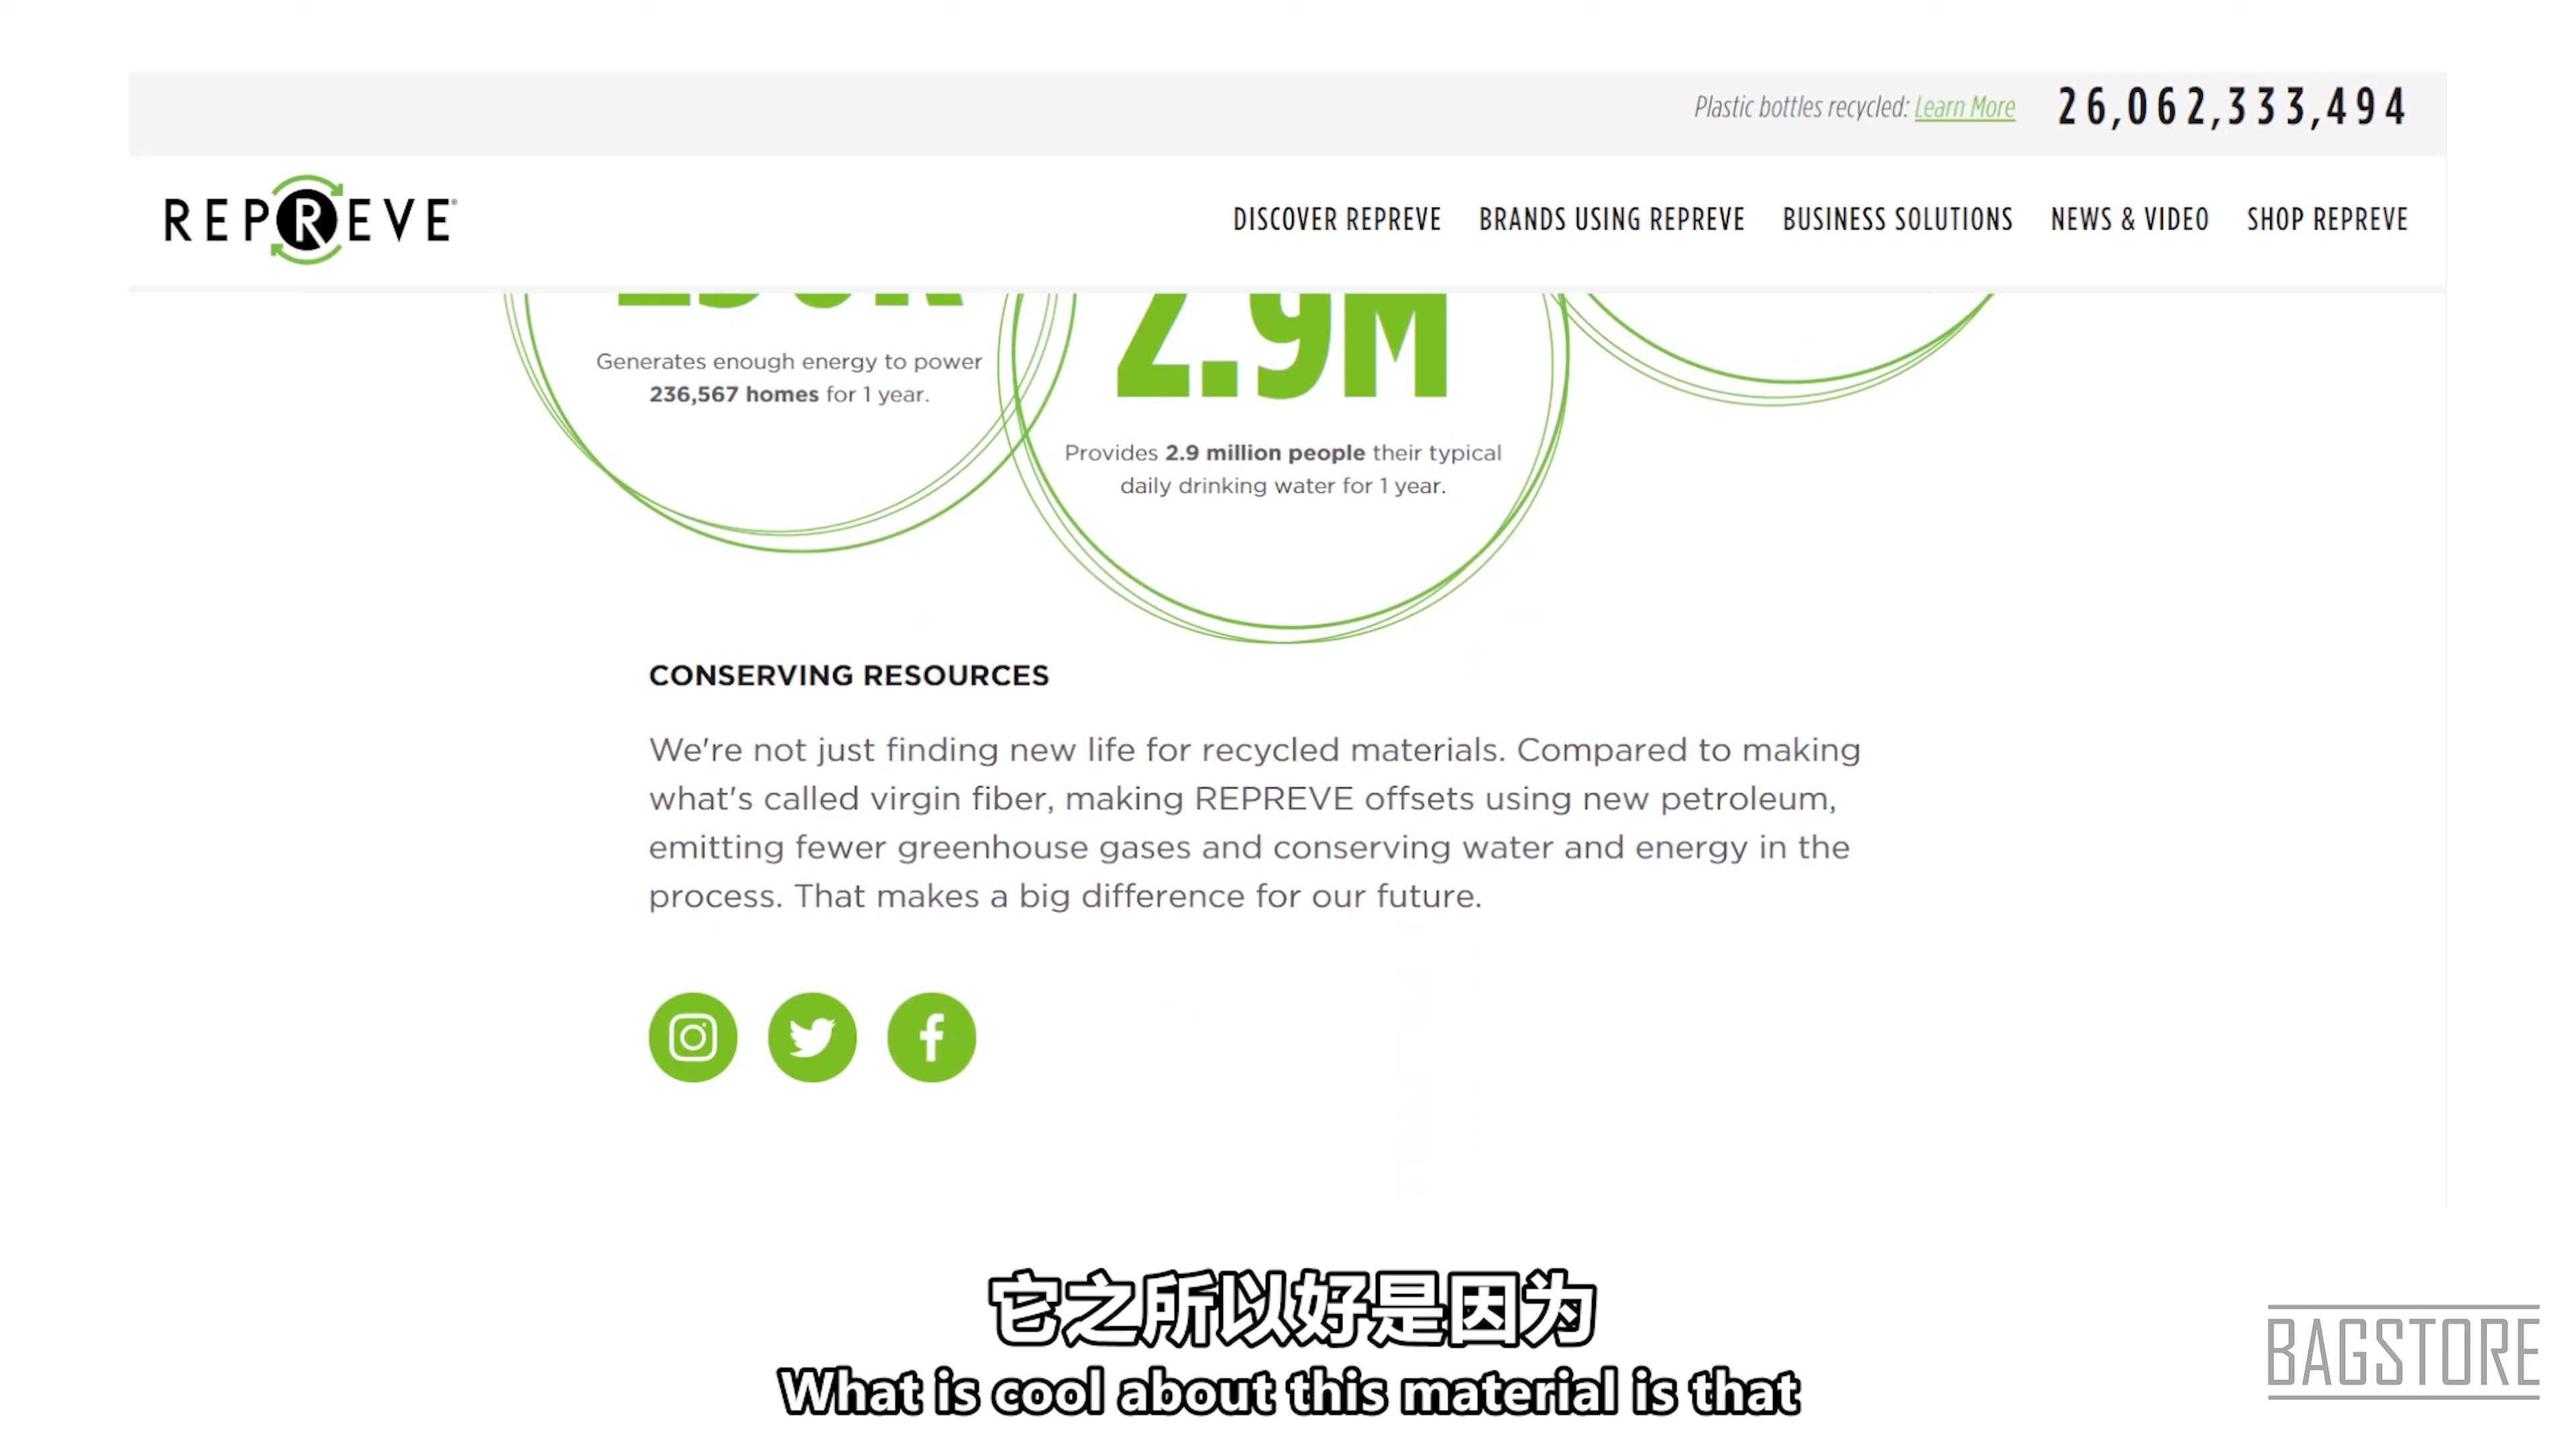 Plastic bottles recycled: Learn More 26,062,333,494
REPREVE®
DISCOVER REPREVE BRANDS USING REPREVE BUSINESS SOLUTIONS NEWS & VIDEO SHOP REPREVE
2.9M
Generates enough energy to power
236,567 homes for 1 year.
Provides 2.9 million people their typical
daily drinking water for 1 year.
CONSERVING RESOURCES
We're not just finding new life for recycled materials. Compared to making
what's called virgin fiber, making REPREVE offsets using new petroleum,
emitting fewer greenhouse gases and conserving water and energy in the
process. That makes a big difference for our future.
它之所以好是因为
What is cool about this material is that
BAGSTORE